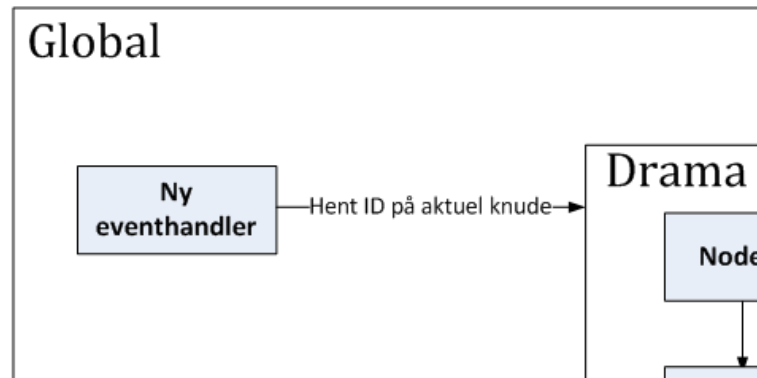 Global
Ny
eventhandler
Hent ID på aktuel knude
Drama
Node